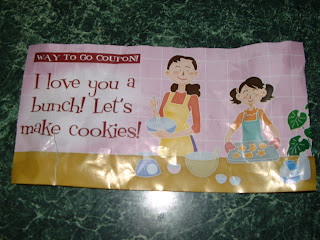 WAY TO GO COUPON!
I love you a
bunch! Let's
make cookies!